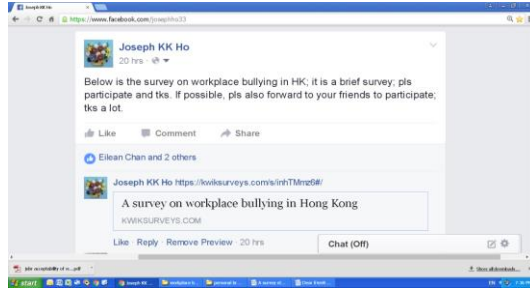 Joseph KK Ho
https://www.facebook.com/josephho33
Joseph KK Ho
20 hrs ·
Below is the survey on workplace bullying in HK; it is a brief survey; pls
participate and tks. If possible, pls also forward to your friends to participate;
tks a lot.
Like Comment Share
Eilean Chan and 2 others
Joseph KK Ho https://kwiksurveys.com/s/inhTMmz6#/
A survey on workplace bullying in Hong Kong
KWIKSURVEYS.COM
Like · Reply · Remove Preview · 20 hrs
Chat (Off)
start